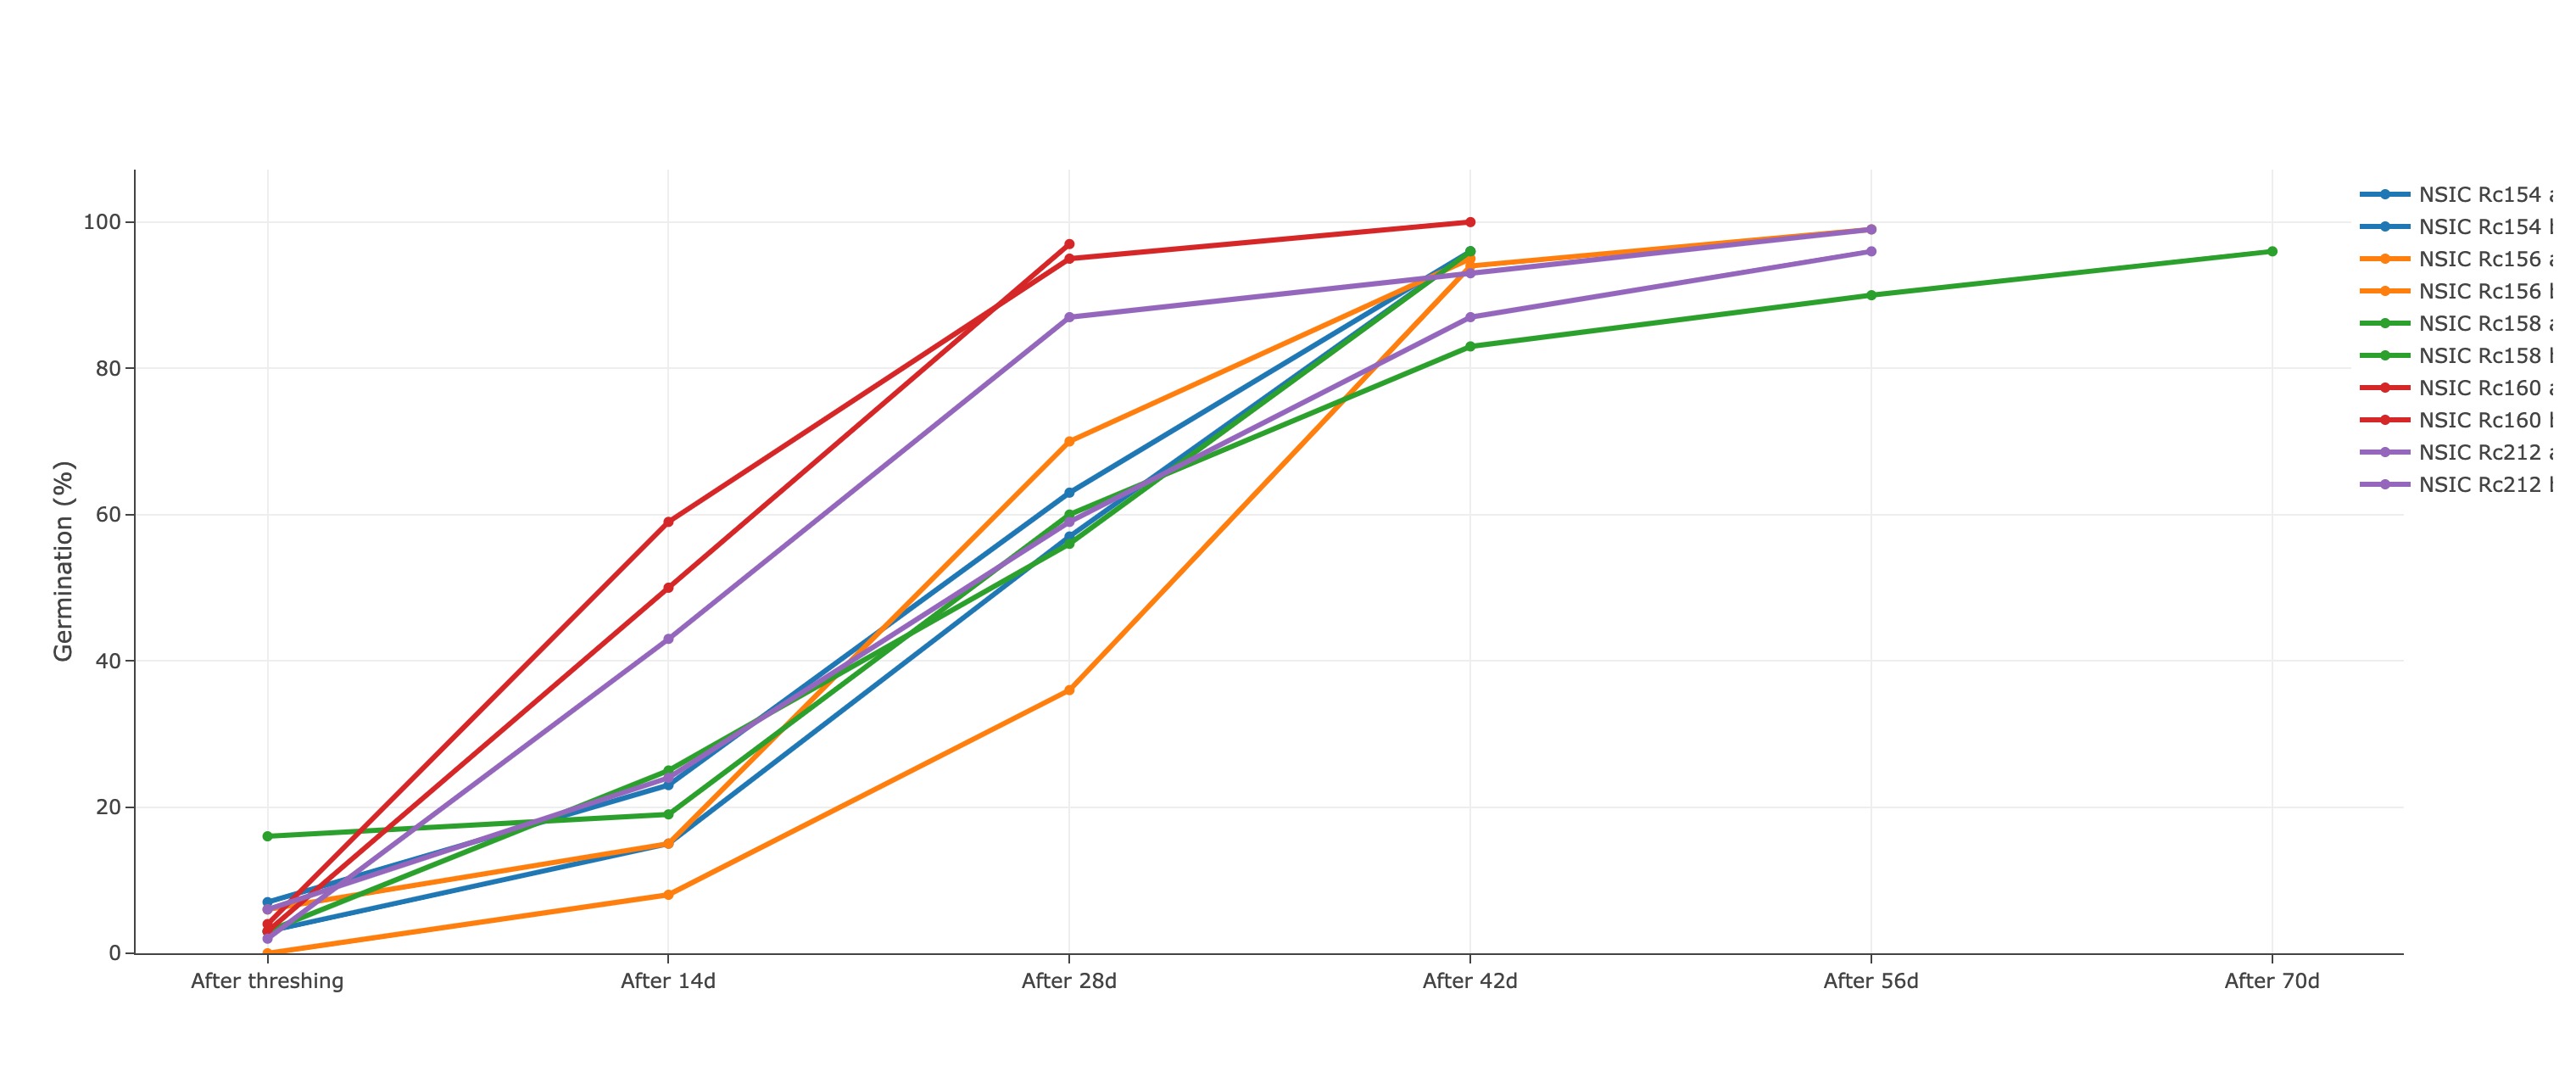 100
80
60
40
20
0
Germination (%)
After threshing
After 14d
After 28d
After 42d
After 56d
After 70d
NSIC Rc154
NSIC Rc154
NSIC Rc156
NSIC Rc156
NSIC Rc158
NSIC Rc158
NSIC Rc160
NSIC Rc160
NSIC Rc212
NSIC Rc212